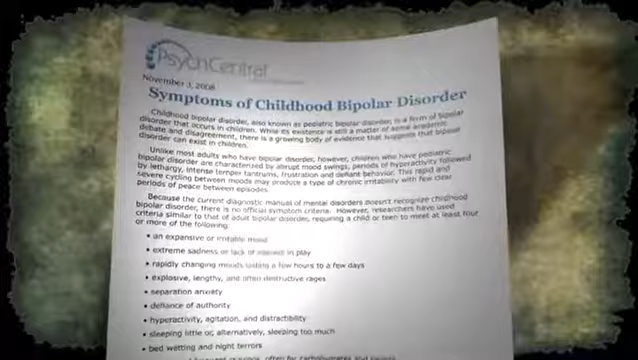 PsychCentral
November 3, 2008
Symptoms of Childhood Bipolar Disorder
Childhood bipolar disorder, also known as pediatric bipolar disorder, is a form of bipolar
disorder that occurs in children. While its existence is still a matter of some academic
debate and disagreement, there is a growing body of evidence that suggests that bipolar
disorder can exist in children.
Unlike most adults who have bipolar disorder, however, children who have pediatric
bipolar disorder are characterized by abrupt mood swings, periods of hyperactivity followed
by lethargy, intense temper tantrums, frustration and defiant behavior. This rapid and
severe cycling between moods may produce a type of chronic irritability with few clear
periods of peace between episodes.
Because the current diagnostic manual of mental disorders doesn't recognize childhood
bipolar disorder, there is no official symptom criteria. However, researchers have used
criteria similar to that of adult bipolar disorder, requiring a child or teen to meet at least four
or more of the following:
• an expansive or irritable mood
• extreme sadness or lack of interest in play
• rapidly changing moods lasting a few hours to a few days
• explosive, lengthy, and often destructive rages
• separation anxiety
• defiance of authority
• hyperactivity, agitation, and distractibility
• sleeping little or, alternatively, sleeping too much
• bed wetting and night terrors
often for carbohydrates and